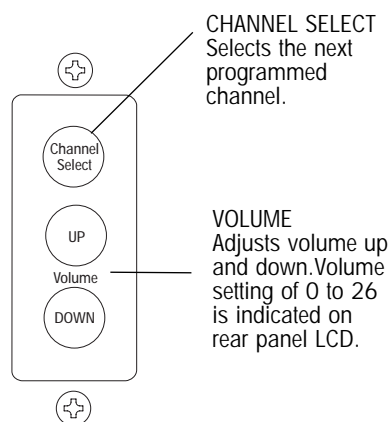 CHANNEL SELECT
Selects the next
programmed
channel.
Channel
Select
UP
Volume
DOWN
VOLUME
Adjusts volume up
and down.Volume
setting of 0 to 26
is indicated on
rear panel LCD.